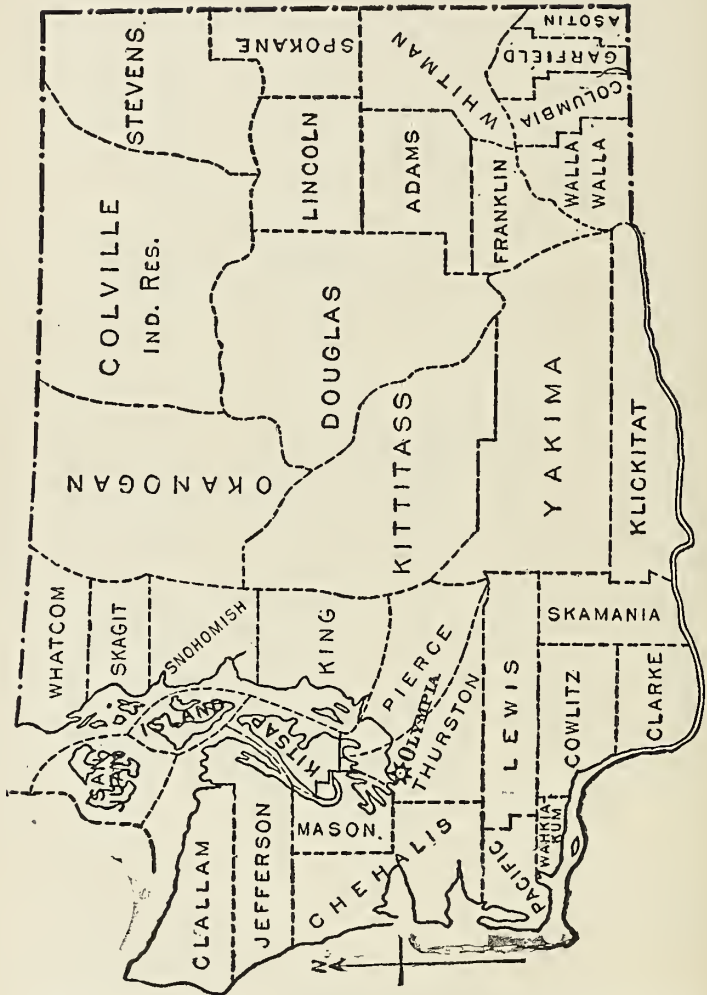 WHATCOM
SKAGIT
SNOHOMISH
KING
PIERCE
OLYMPIA
THURSTON
LEWIS
COWLITZ
CLARKE
SKAMANIA
WAHKIA
KUM
PACIFIC
CHEHALIS
MASON.
JEFFERSON
CLALLAM
KITSAP
ISLAND
SAN
JUAN
OKANOGAN
COLVILLE
IND. RES.
STEVENS.
SPOKANE
LINCOLN
DOUGLAS
KITTITASS
ADAMS
WHITMAN
FRANKLIN
YAKIMA
KLICKITAT
WALLA
WALLA
COLUMBIA
GARFIELD
ASOTIN
N